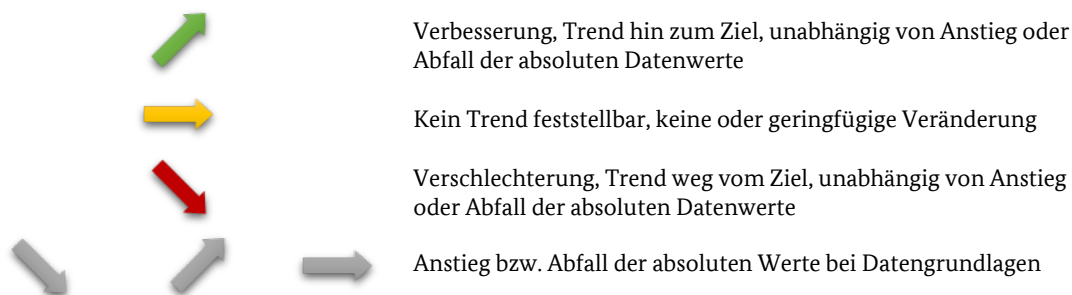 Verbesserung, Trend hin zum Ziel, unabhängig von Anstieg oder
Abfall der absoluten Datenwerte
Kein Trend feststellbar, keine oder geringfügige Veränderung
Verschlechterung, Trend weg vom Ziel, unabhängig von Anstieg
oder Abfall der absoluten Datenwerte
Anstieg bzw. Abfall der absoluten Werte bei Datengrundlagen